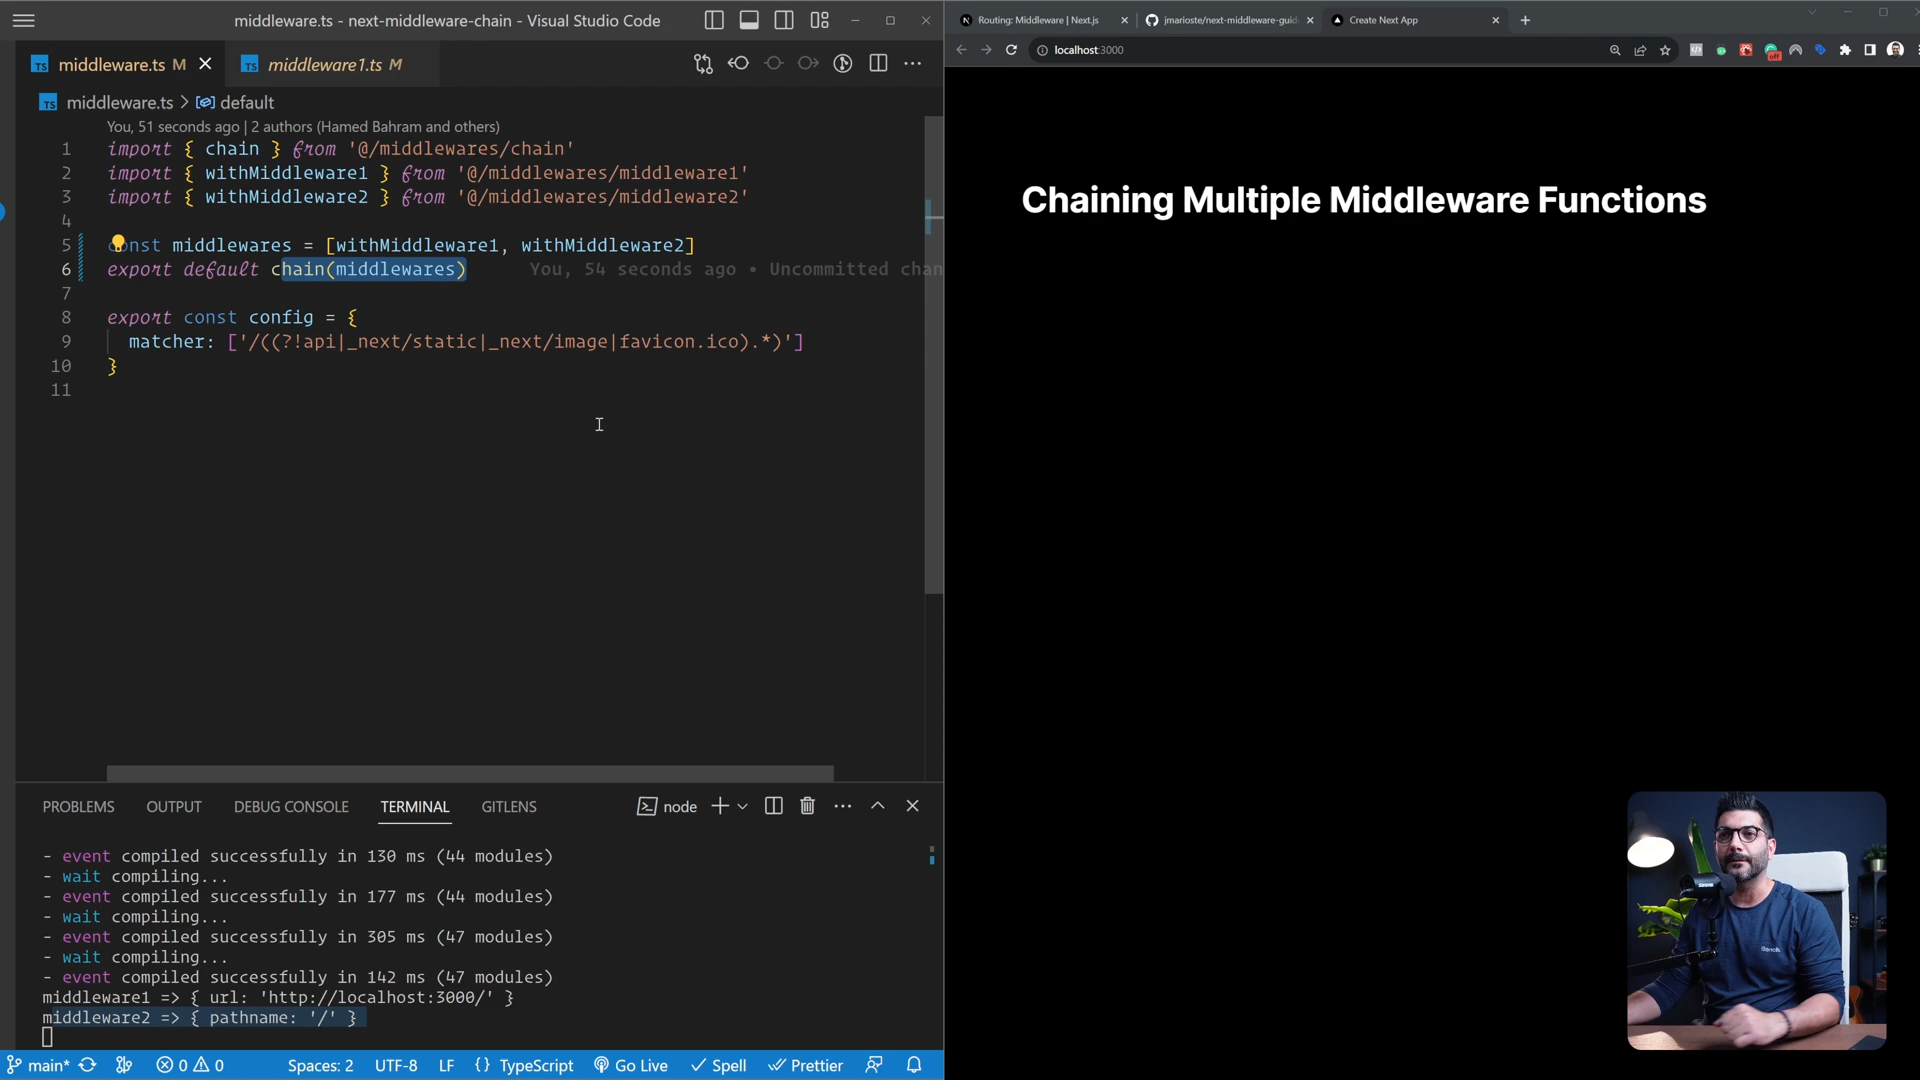 middleware.ts - next-middleware-chain - Visual Studio Code
middleware.ts M
middleware1.ts M
middleware.ts > default
You, 51 seconds ago | 2 authors (Hamed Bahram and others)
1 import { chain } from '@/middlewares/chain'
2 import { withMiddleware1 } from '@/middlewares/middleware1'
3 import { withMiddleware2 } from '@/middlewares/middleware2'
4
5 const middlewares = [withMiddleware1, withMiddleware2]
6 export default chain(middlewares) You, 54 seconds ago • Uncommitted chan
7
8 export const config = {
9 matcher: ['/((?!api|_next/static|_next/image|favicon.ico).*)']
10 }
11
PROBLEMS OUTPUT DEBUG CONSOLE TERMINAL GITLENS node
- event compiled successfully in 130 ms (44 modules)
- wait compiling...
- event compiled successfully in 177 ms (44 modules)
- wait compiling...
- event compiled successfully in 305 ms (47 modules)
- wait compiling...
- event compiled successfully in 142 ms (47 modules)
middleware1 => { url: 'http://localhost:3000/' }
middleware2 => { pathname: '/' }
main* 0 0 Spaces: 2 UTF-8 LF {} TypeScript Go Live Spell Prettier
Routing: Middleware | Next.js
jmarioste/next-middleware-guid
Create Next App
localhost:3000
off
Chaining Multiple Middleware Functions